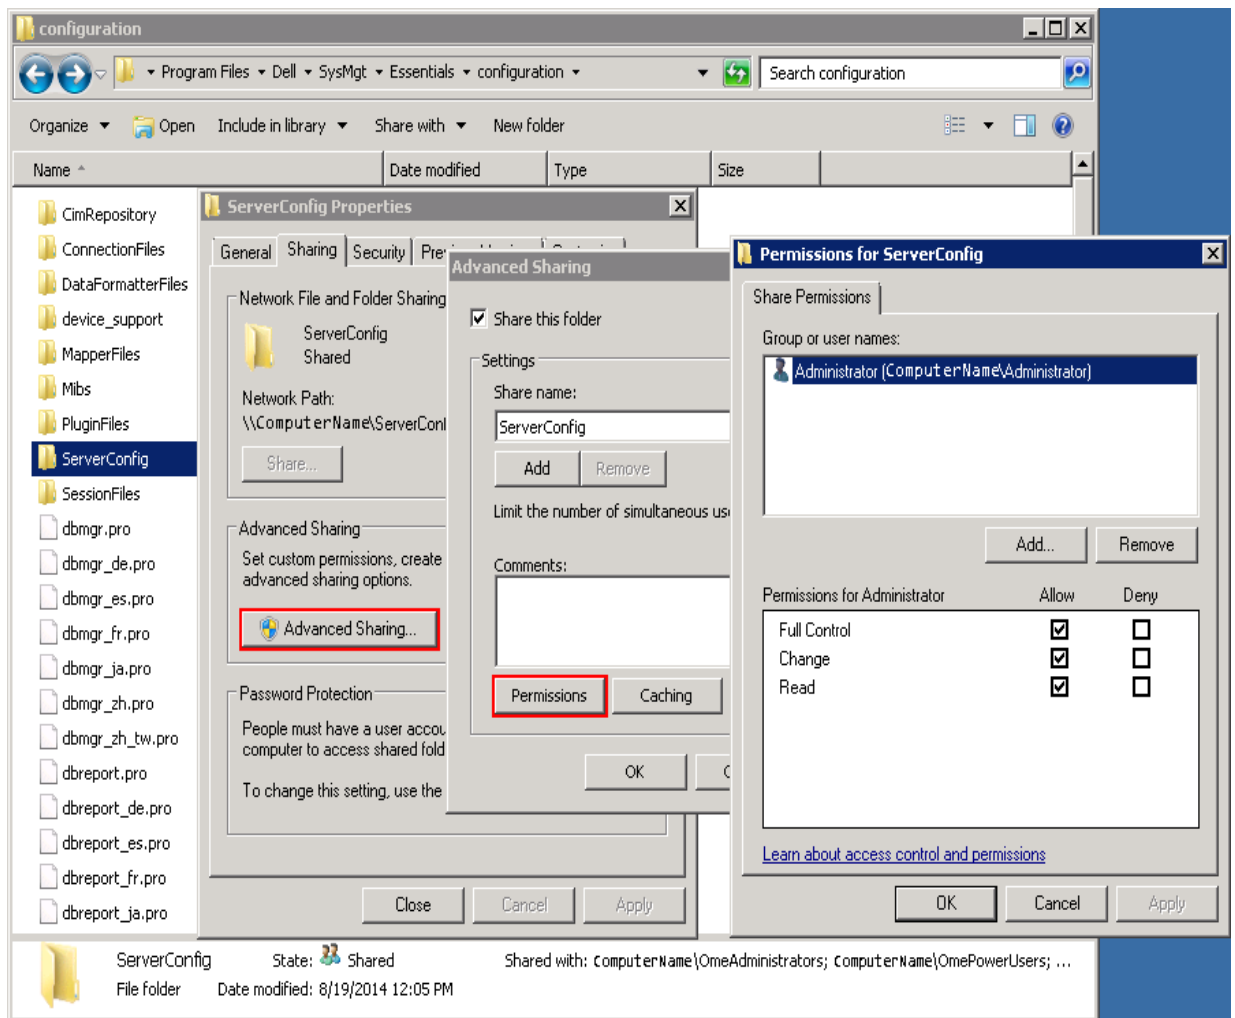 configuration
Program Files Dell SysMgt Essentials configuration
Search configuration
Organize Open Include in library Share with New folder
Name Date modified Type Size
CimRepository
ConnectionFiles
DataFormatterFiles
device_support
MapperFiles
Mibs
PluginFiles
ServerConfig
SessionFiles
dbmgr.pro
dbmgr_de.pro
dbmgr_es.pro
dbmgr_fr.pro
dbmgr_ja.pro
dbmgr_zh.pro
dbmgr_zh_tw.pro
dbreport.pro
dbreport_de.pro
dbreport_es.pro
dbreport_fr.pro
dbreport_ja.pro
ServerConfig Properties
General Sharing Security
Network File and Folder Sharing
ServerConfig
Shared
Network Path:
\\ComputerName\ServerConf
Share...
Advanced Sharing
Set custom permissions, create
advanced sharing options.
Advanced Sharing...
Password Protection
People must have a user accou
computer to access shared fold
To change this setting, use the
Close Cancel Apply
Advanced Sharing
Share this folder
Settings
Share name:
ServerConfig
Add Remove
Limit the number of simultaneous us
Comments:
Permissions Caching
OK
Permissions for ServerConfig
Share Permissions
Group or user names:
Administrator (ComputerName\Administrator)
Add... Remove
Permissions for Administrator Allow Deny
Full Control
Change
Read
Learn about access control and permissions
OK Cancel Apply
ServerConfig State: Shared Shared with: ComputerName\OmeAdministrators; ComputerName\OmePowerUsers; ...
File folder Date modified: 8/19/2014 12:05 PM